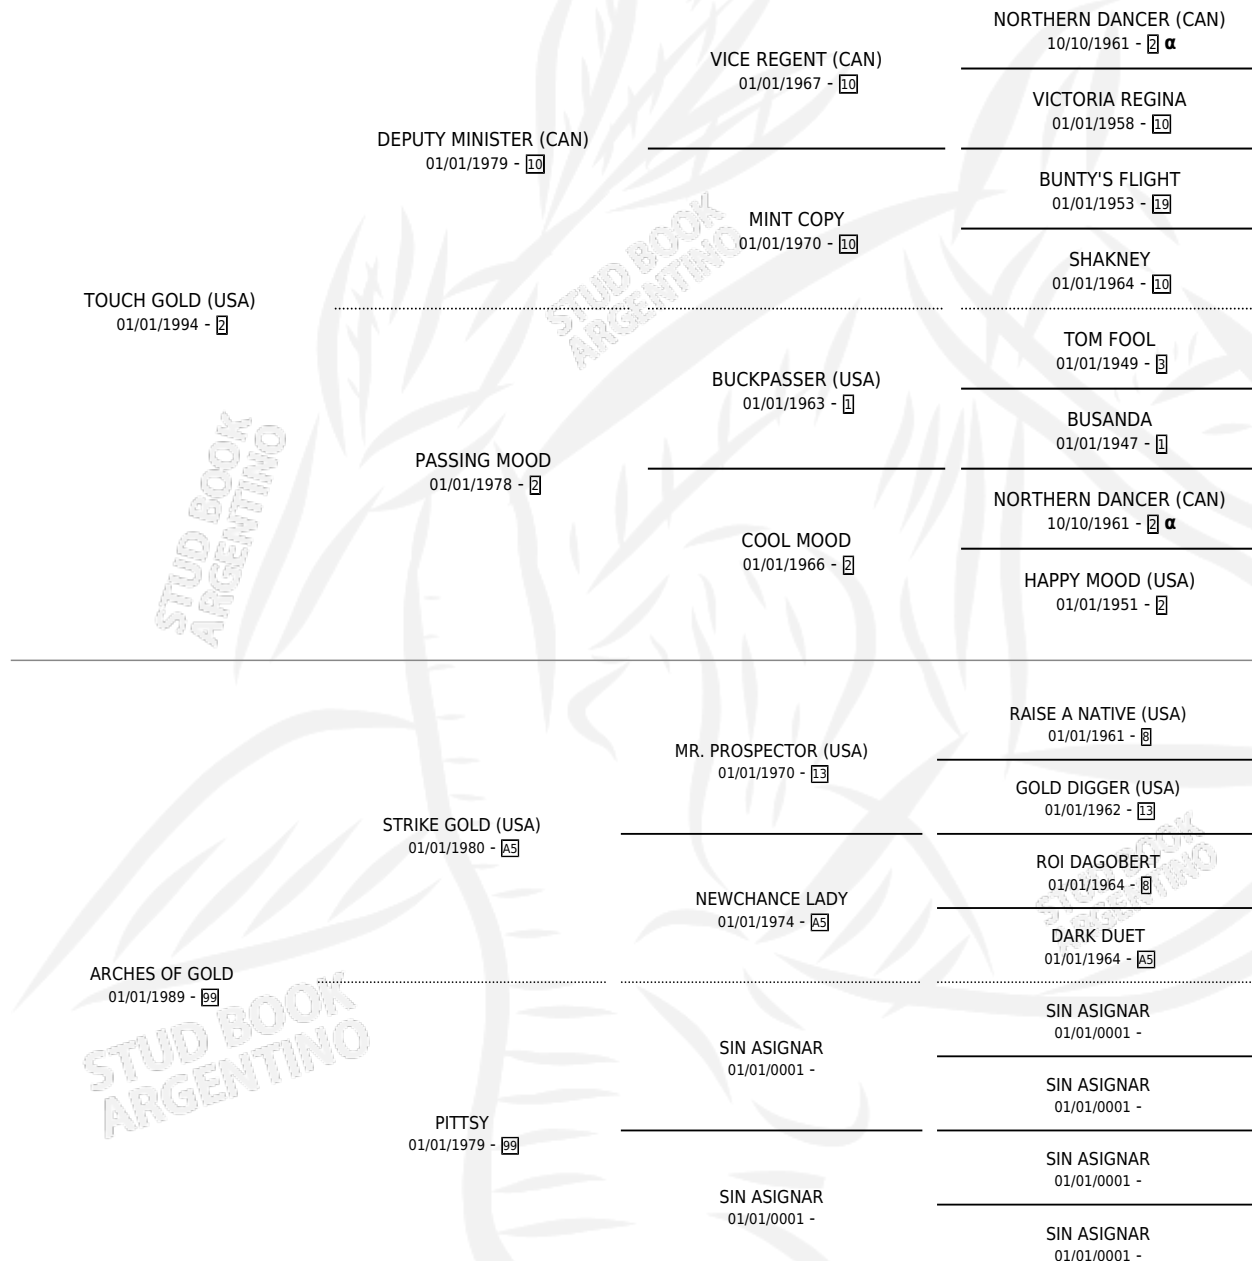 NORTHERN DANCER (CAN)
10/10/1961 - 2 α
VICE REGENT (CAN)
01/01/1967 - 10
VICTORIA REGINA
01/01/1958 - 10
DEPUTY MINISTER (CAN)
01/01/1979 - 10
BUNTY'S FLIGHT
01/01/1953 - 19
MINT COPY
01/01/1970 - 10
SHAKNEY
01/01/1964 - 10
TOUCH GOLD (USA)
01/01/1994 - 2
TOM FOOL
01/01/1949 - 3
BUCKPASSER (USA)
01/01/1963 - 1
BUSANDA
01/01/1947 - 1
PASSING MOOD
01/01/1978 - 2
NORTHERN DANCER (CAN)
10/10/1961 - 2 α
COOL MOOD
01/01/1966 - 2
HAPPY MOOD (USA)
01/01/1951 - 2
RAISE A NATIVE (USA)
01/01/1961 - 8
MR. PROSPECTOR (USA)
01/01/1970 - 13
GOLD DIGGER (USA)
01/01/1962 - 13
STRIKE GOLD (USA)
01/01/1980 - A5
ROI DAGOBERT
01/01/1964 - 8
NEWCHANCE LADY
01/01/1974 - A5
DARK DUET
01/01/1964 - A5
ARCHES OF GOLD
01/01/1989 - 99
SIN ASIGNAR
01/01/0001 -
SIN ASIGNAR
01/01/0001 -
SIN ASIGNAR
01/01/0001 -
PITTSY
01/01/1979 - 99
SIN ASIGNAR
01/01/0001 -
SIN ASIGNAR
01/01/0001 -
SIN ASIGNAR
01/01/0001 -
STUD BOOK
ARGENTINO
STUD BOOK
ARGENTINO
STUD BOOK
ARGENTINO
STUD BOOK
ARGENTINO